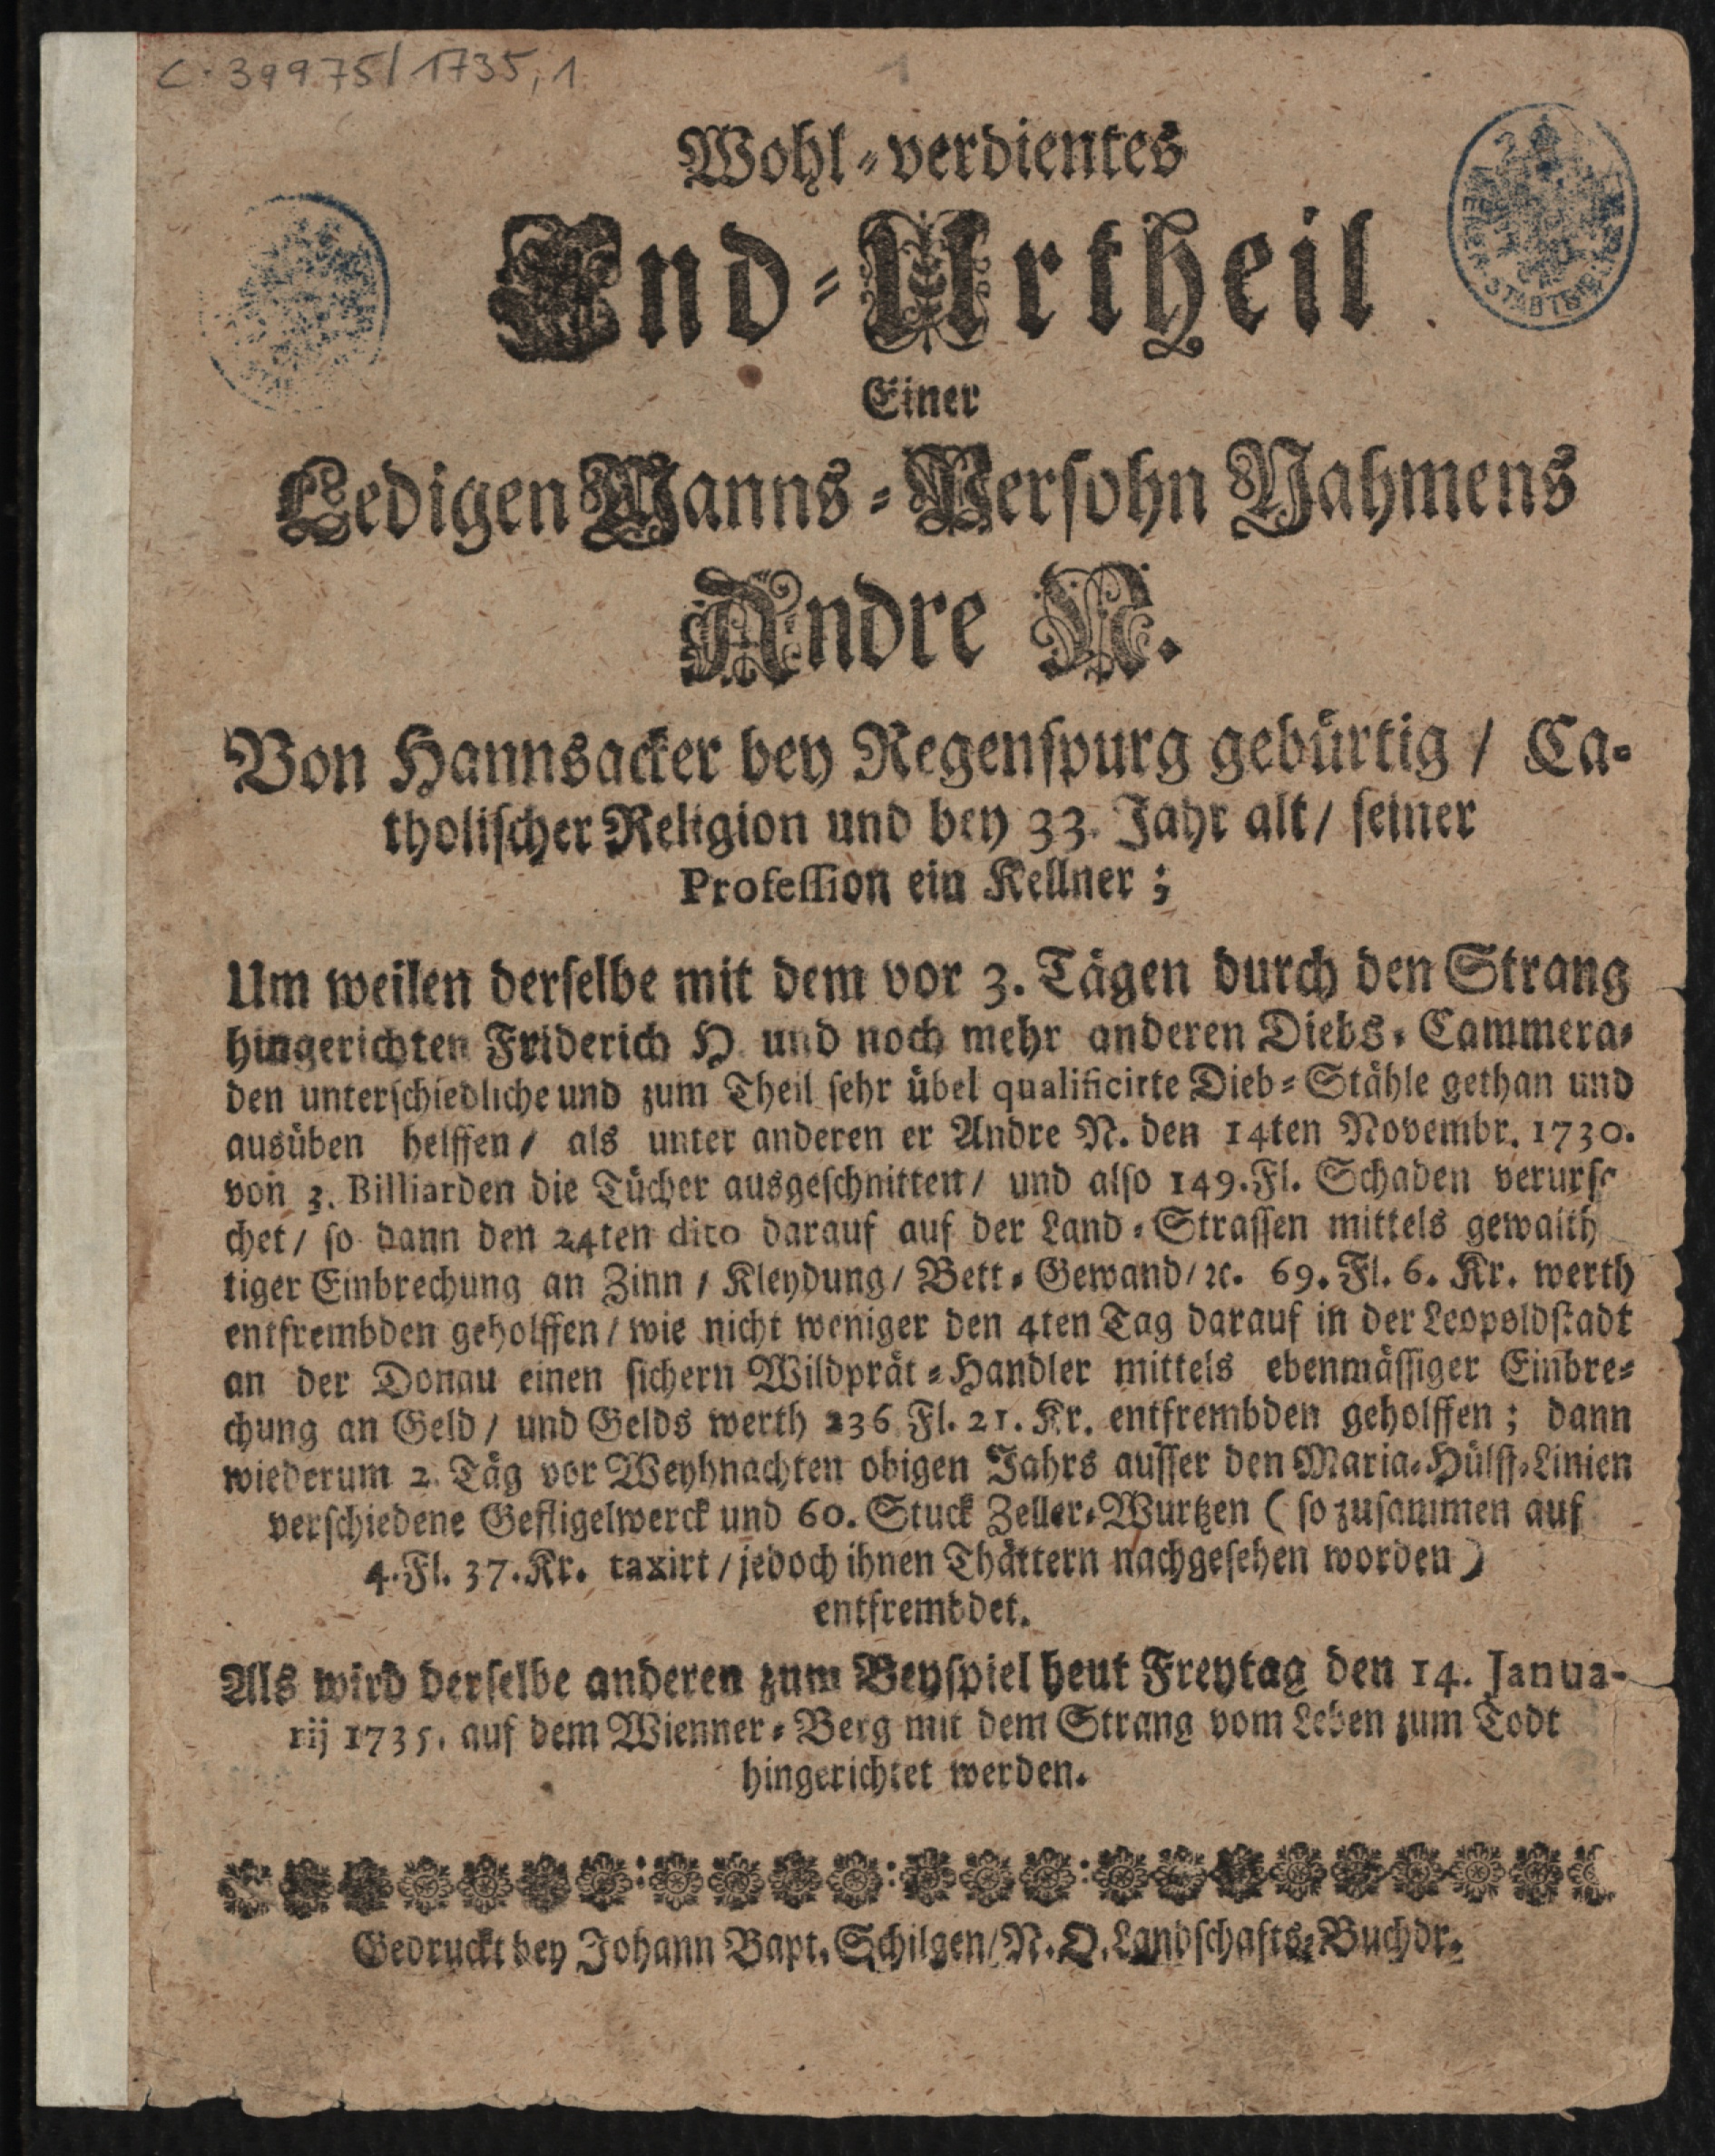 C. 39975/1735,1
1
Wohl-verdientes
End-Urtheil
Einer
Ledigen Manns-Persohn Nahmens
Andre N.
Von Hannsacker bey Regenspurg gebürtig / Ca-
tholischer Religion und bey 33. Jahr alt / seiner
Profession ein Kellner ;
Um weilen derselbe mit dem vor 3. Tägen durch den Strang
hingerichten Friderich H. und noch mehr anderen Diebs-Cammera-
den unterschiedliche und zum Theil sehr übel qualificirte Dieb-Stähle gethan und
ausüben helffen / als unter anderen er Andre N. den 14ten Novembr. 1730.
von 3. Billiarden die Tücher ausgeschnitten / und also 149. Fl. Schaden verursa
chet / so dann den 24ten dito darauf auf der Land-Strassen mittels gewalth
tiger Einbrechung an Zinn / Kleydung / Bett-Gewand / ꝛc. 69. Fl. 6. Kr. werth
entfrembden geholffen / wie nicht weniger den 4ten Tag darauf in der Leopoldstadt
an der Donau einen sichern Wildprät-Handler mittels ebenmässiger Einbre-
chung an Geld / und Gelds werth 236 Fl. 21. Kr. entfrembden geholffen ; dann
wiederum 2. Täg vor Weyhnachten obigen Jahrs ausser den Maria-Hülff-Linien
verschiedene Gefligelwerck und 60. Stuck Zeller-Wurtzen ( so zusammen auf
4. Fl. 37. Kr. taxirt / jedoch ihnen Thättern nachgesehen worden )
entfrembdet.
Als wird derselbe anderen zum Beyspiel heut Freytag den 14. Janua-
rij 1735. auf dem Wienner-Berg mit dem Strang vom Leben zum Todt
hingerichtet werden.
Gedruckt bey Johann Bapt. Schilgen / N. O. Landschafts-Buchdr.